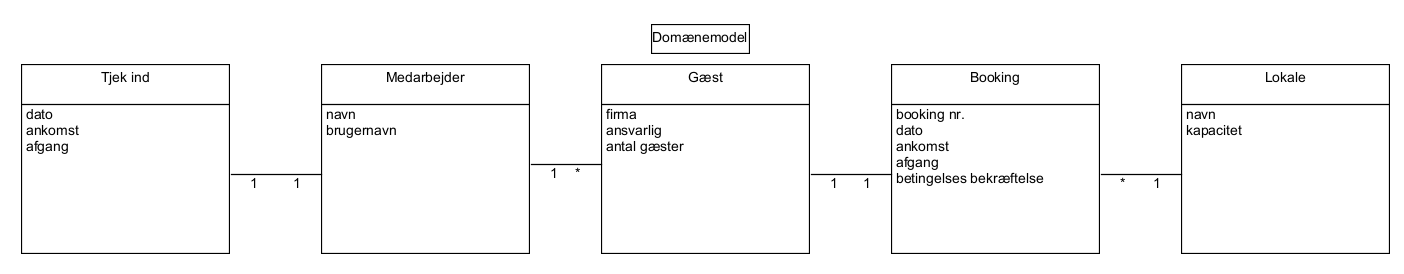 Domænemodel
Tjek ind
dato
ankomst
afgang
1 1
Medarbejder
navn
brugernavn
1 *
Gæst
firma
ansvarlig
antal gæster
1 1
Booking
booking nr.
dato
ankomst
afgang
betingelses bekræftelse
* 1
Lokale
navn
kapacitet